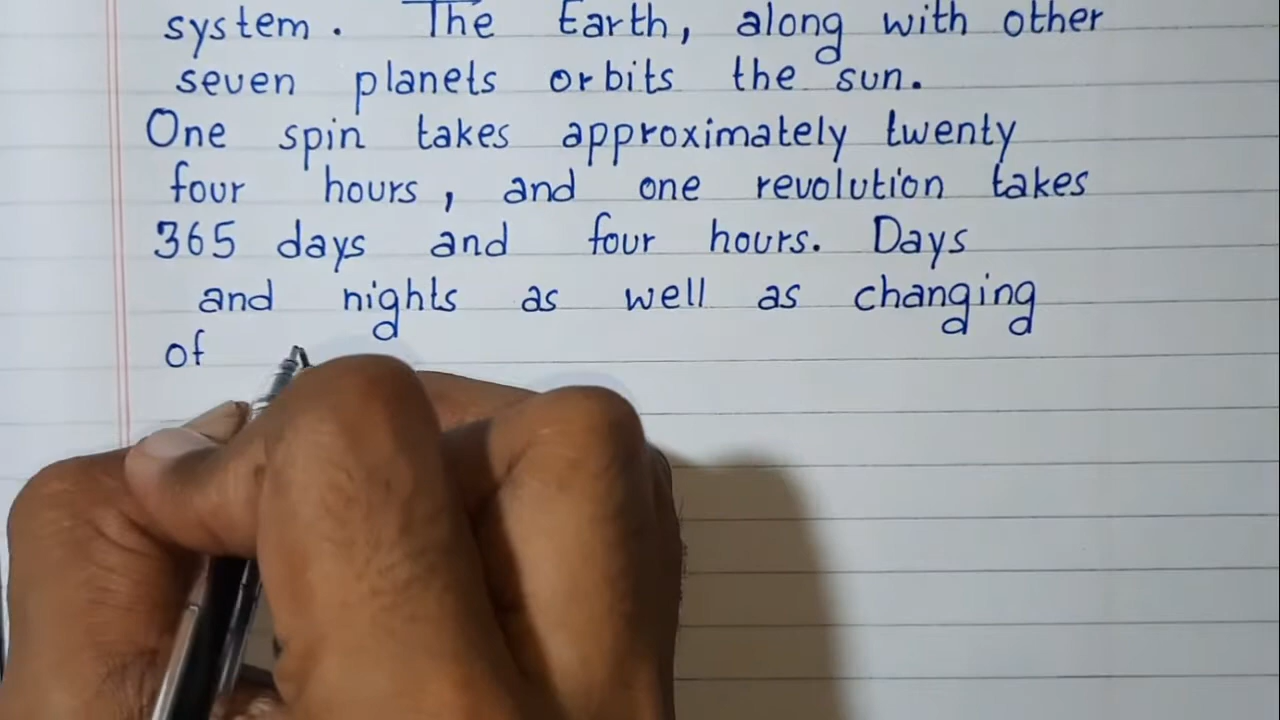 system. The Earth, along with other
seven planets orbits the sun.
One spin takes approximately twenty
four hours, and one revolution takes
365 days and four hours. Days
and nights as well as changing
of